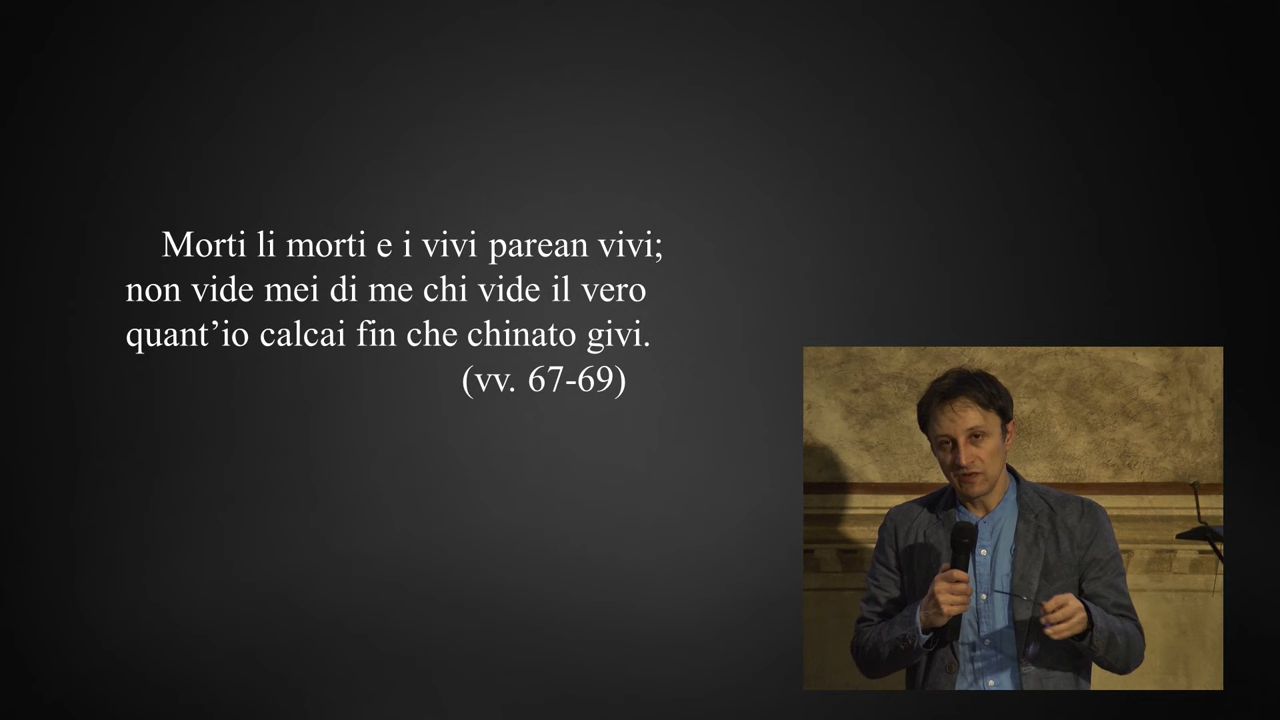 Morti li morti e i vivi parean vivi;
non vide mei di me chi vide il vero
quant’io calcai fin che chinato givi.
(vv. 67-69)